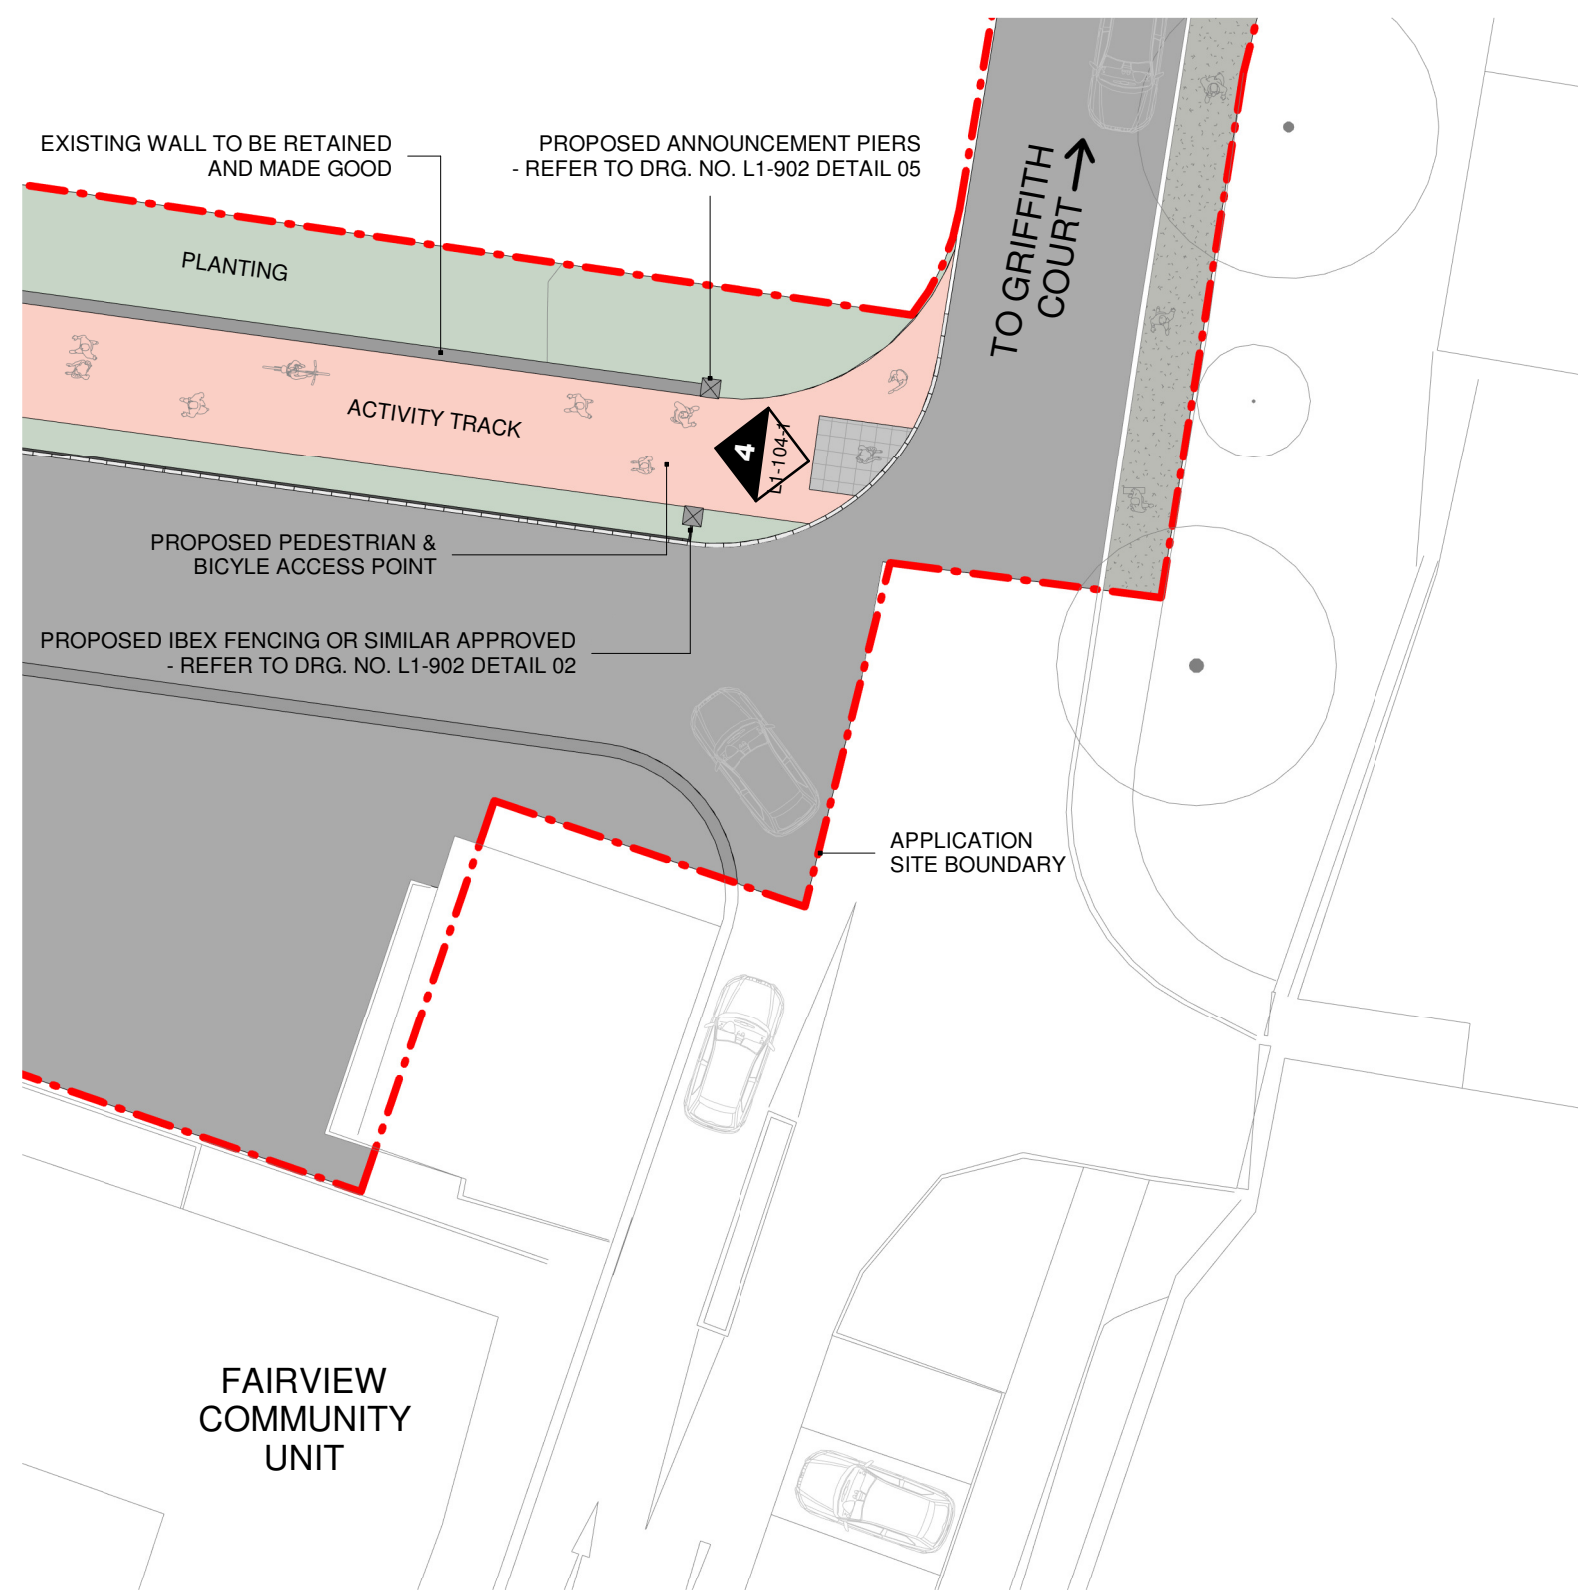 EXISTING WALL TO BE RETAINED
AND MADE GOOD
PROPOSED ANNOUNCEMENT PIERS
- REFER TO DRG. NO. L1-902 DETAIL 05
TO GRIFFITH
COURT
PLANTING
ACTIVITY TRACK
4
L1-104-1
PROPOSED PEDESTRIAN &
BICYLE ACCESS POINT
PROPOSED IBEX FENCING OR SIMILAR APPROVED
- REFER TO DRG. NO. L1-902 DETAIL 02
APPLICATION
SITE BOUNDARY
FAIRVIEW
COMMUNITY
UNIT